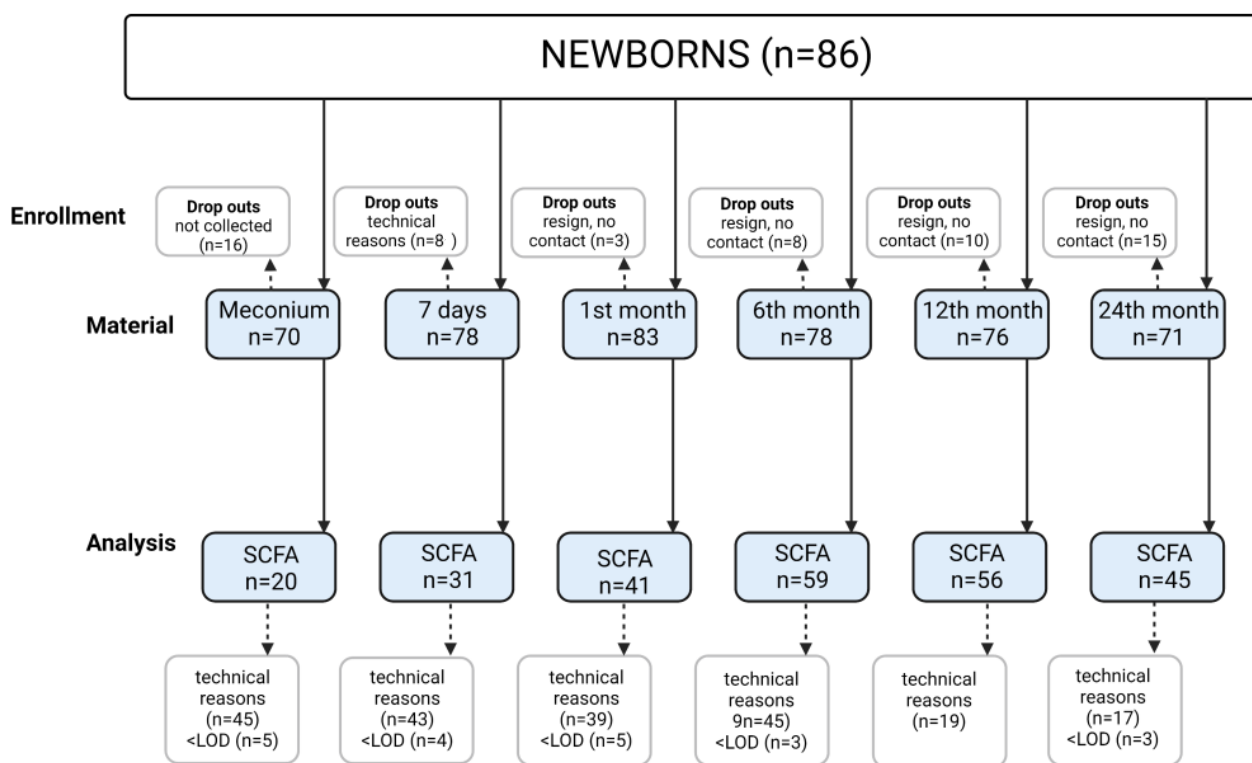 NEWBORNS (n=86)
Enrollment
Drop outs
not collected
(n=16)
Drop outs
technical
reasons (n=8 )
Drop outs
resign, no
contact (n=3)
Drop outs
resign, no
contact (n=8)
Drop outs
resign, no
contact (n=10)
Drop outs
resign, no
contact (n=15)
Material
Meconium
n=70
7 days
n=78
1st month
n=83
6th month
n=78
12th month
n=76
24th month
n=71
Analysis
SCFA
n=20
SCFA
n=31
SCFA
n=41
SCFA
n=59
SCFA
n=56
SCFA
n=45
technical
reasons
(n=45)
<LOD (n=5)
technical
reasons
(n=43)
<LOD (n=4)
technical
reasons
(n=39)
<LOD (n=5)
technical
reasons
9n=45)
<LOD (n=3)
technical
reasons
(n=19)
technical
reasons
(n=17)
<LOD (n=3)